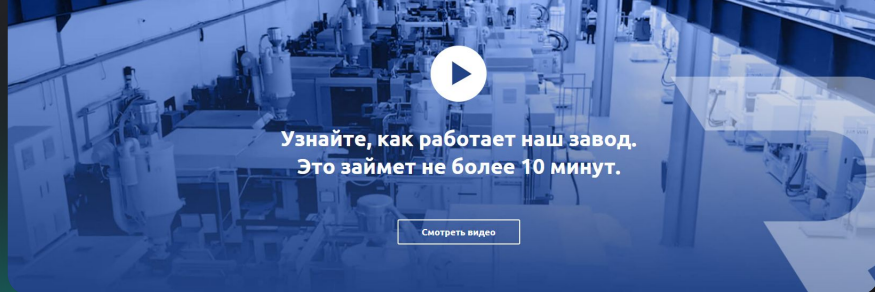 Узнайте, как работает наш завод.
Это займет не более 10 минут.
Смотреть видео